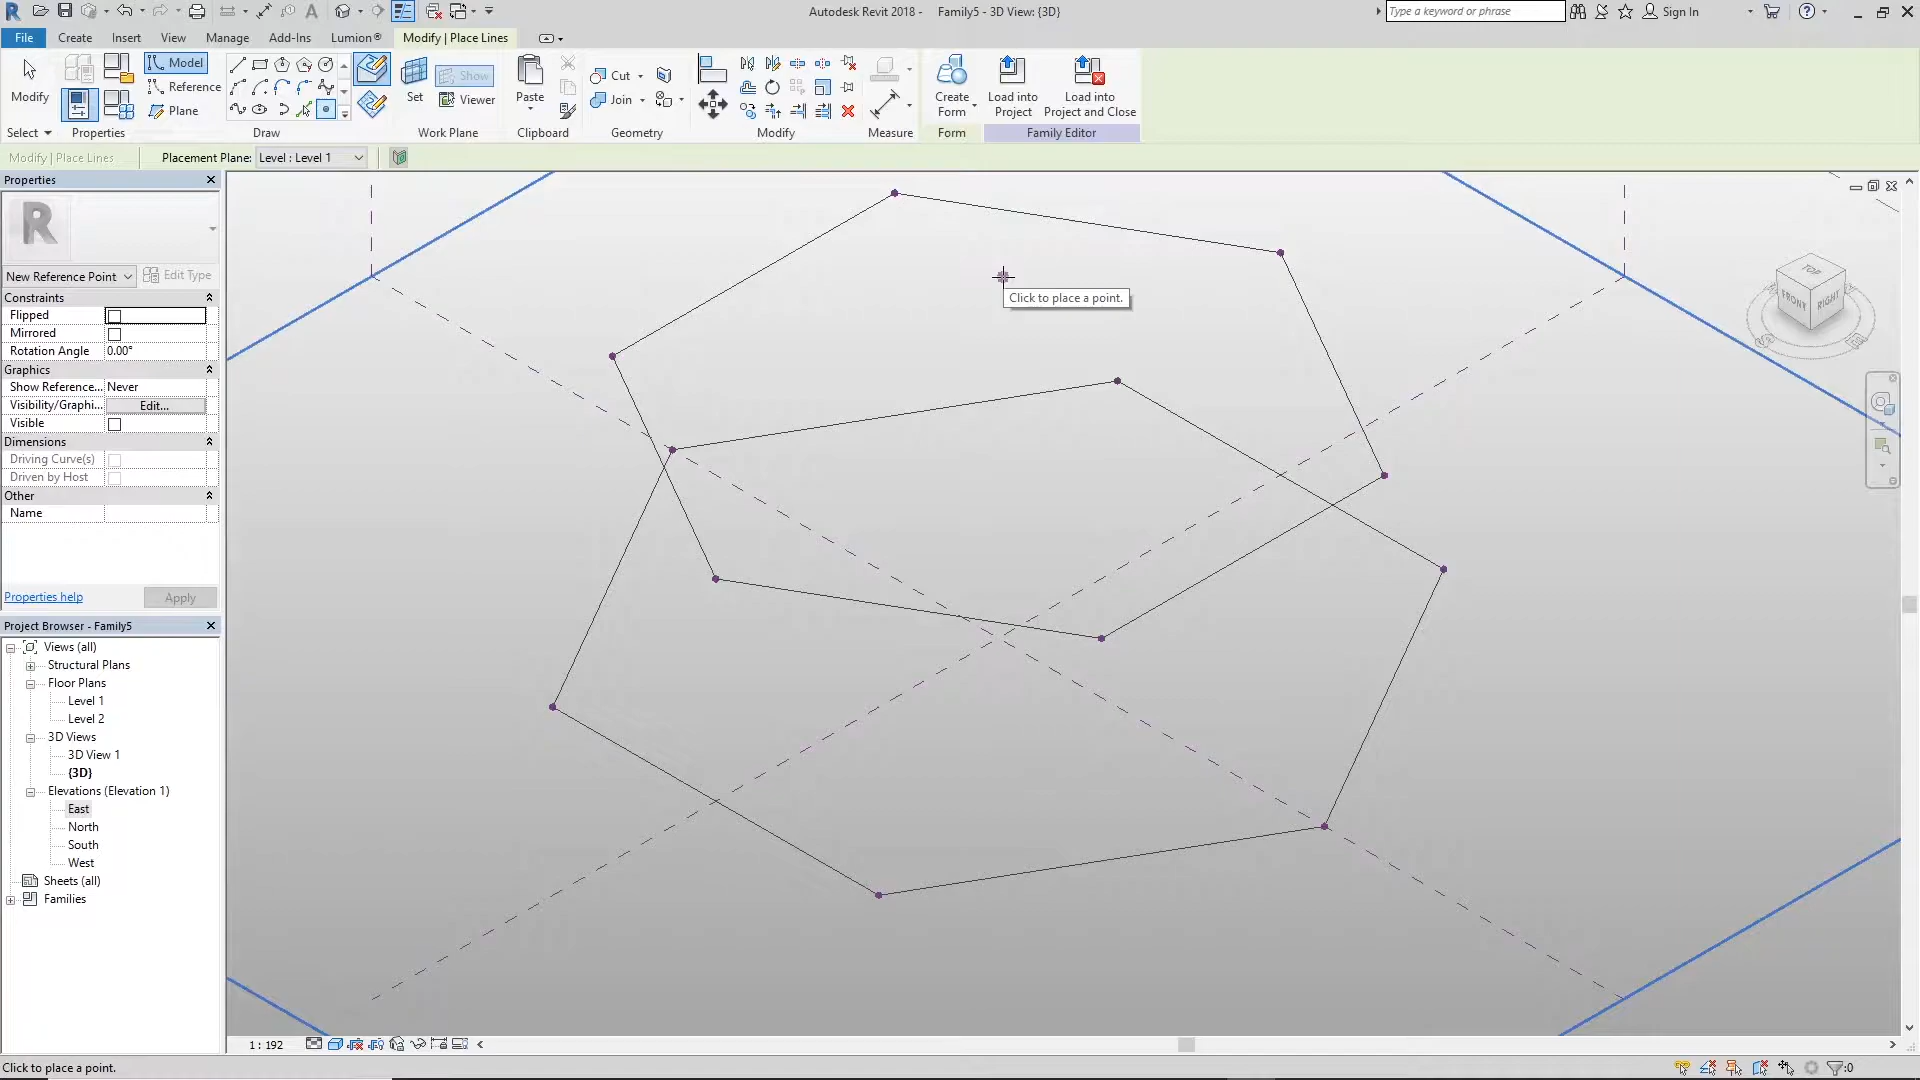 Autodesk Revit 2018 - Family5 - 3D View: {3D}
Type a keyword or phrase
Sign In
File
Create
Insert
View
Manage
Add-Ins
Lumion®
Modify | Place Lines
Modify
Model
Reference
Plane
Set
Show
Viewer
Paste
Cut
Join
Create Form
Load into Project
Load into Project and Close
Select
Properties
Draw
Work Plane
Clipboard
Geometry
Modify
Measure
Form
Family Editor
Modify | Place Lines
Placement Plane: Level : Level 1
Properties
R
New Reference Point
Edit Type
Constraints
Flipped
Mirrored
Rotation Angle 0.00°
Graphics
Show Reference... Never
Visibility/Graphi... Edit...
Visible
Dimensions
Driving Curve(s)
Driven by Host
Other
Name
Properties help
Apply
Project Browser - Family5
Views (all)
Structural Plans
Floor Plans
Level 1
Level 2
3D Views
3D View 1
{3D}
Elevations (Elevation 1)
East
North
South
West
Sheets (all)
Families
Click to place a point.
TOP
FRONT
RIGHT
1 : 192
Click to place a point.
:0